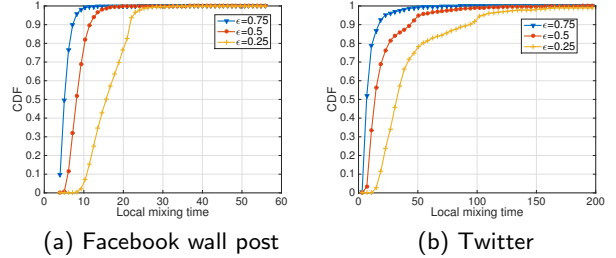 1
0.9
0.8
0.7
0.6
0.5
0.4
0.3
0.2
0.1
0
CDF
ϵ=0.75
ϵ=0.5
ϵ=0.25
0 10 20 30 40 50 60
Local mixing time
(a) Facebook wall post
1
0.9
0.8
0.7
0.6
0.5
0.4
0.3
0.2
0.1
0
CDF
ϵ=0.75
ϵ=0.5
ϵ=0.25
0 50 100 150 200
Local mixing time
(b) Twitter